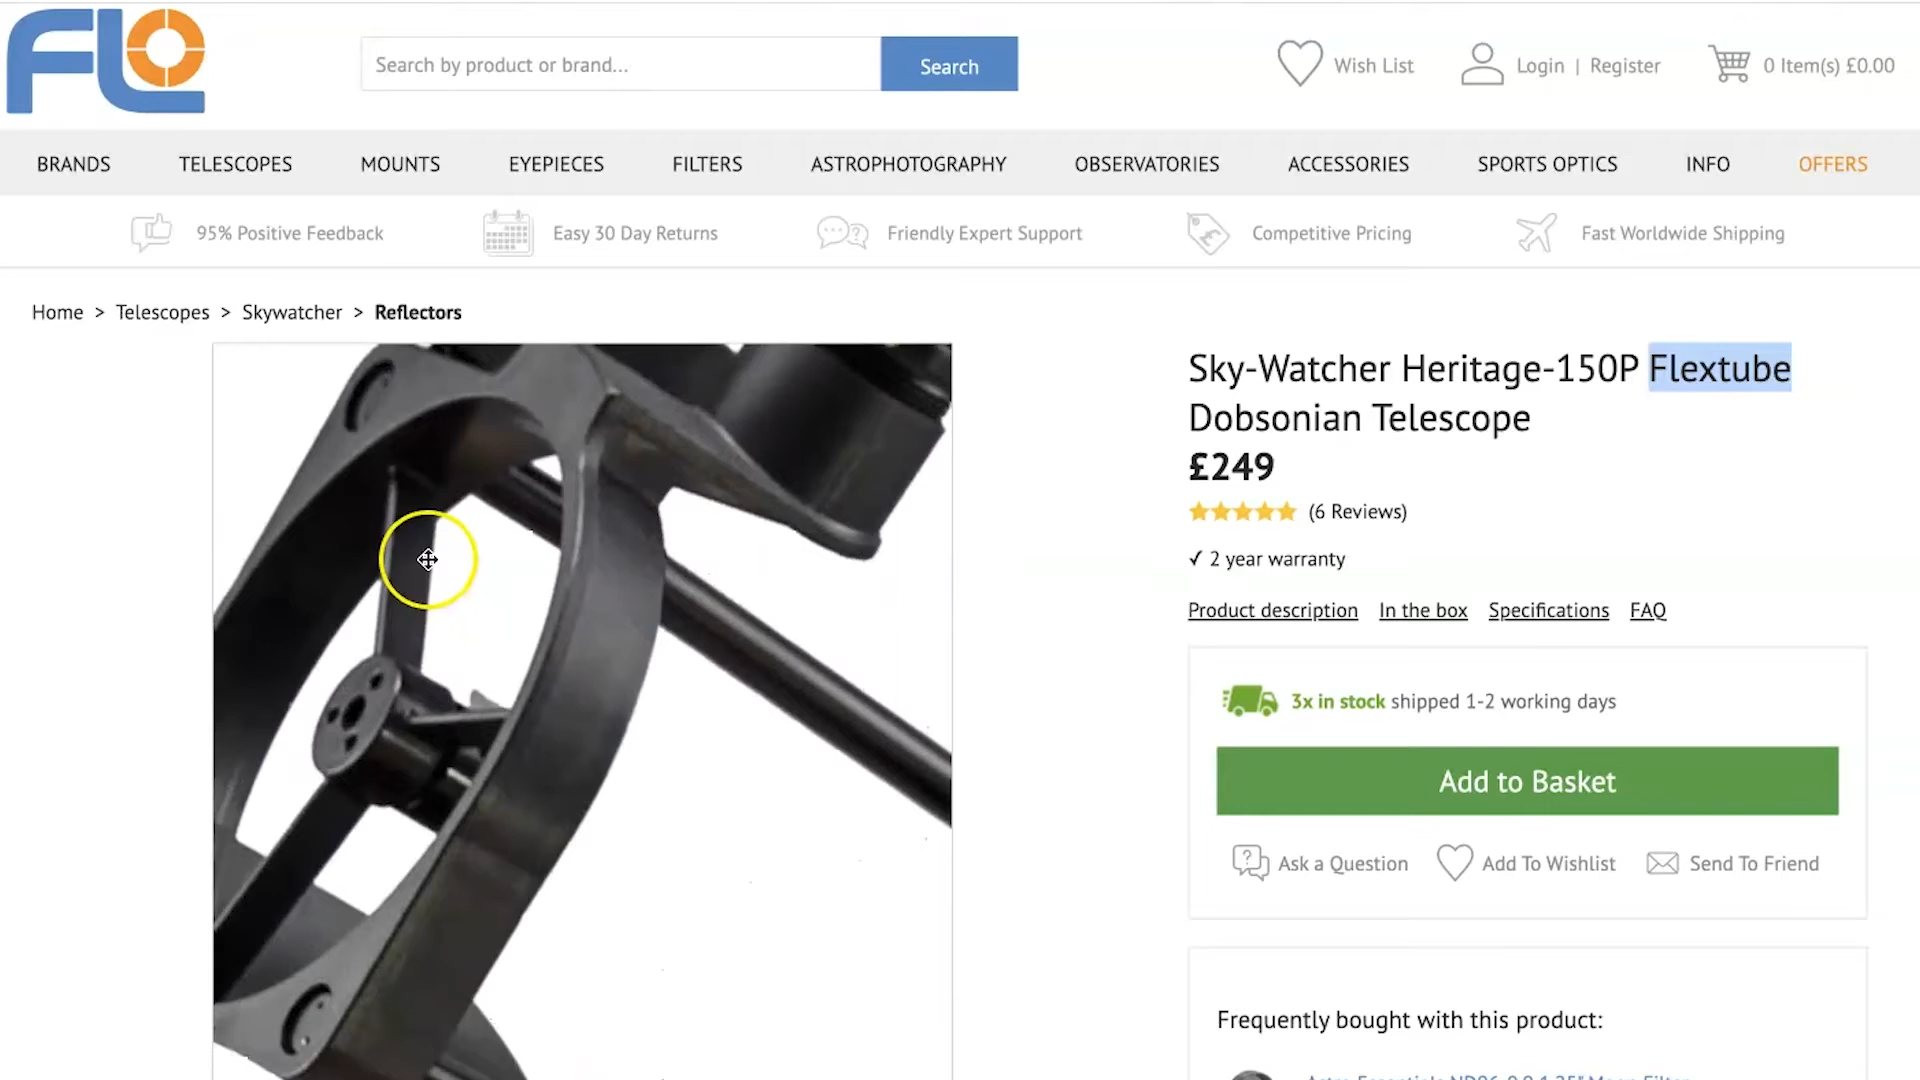 FLO
Search by product or brand...
Search
Wish List
Login | Register
0 Item(s) £0.00
BRANDS TELESCOPES MOUNTS EYEPIECES FILTERS ASTROPHOTOGRAPHY OBSERVATORIES ACCESSORIES SPORTS OPTICS INFO OFFERS
95% Positive Feedback
Easy 30 Day Returns
Friendly Expert Support
Competitive Pricing
Fast Worldwide Shipping
Home > Telescopes > Skywatcher > Reflectors
Sky-Watcher Heritage-150P Flextube
Dobsonian Telescope
£249
(6 Reviews)
✓ 2 year warranty
Product description In the box Specifications FAQ
3x in stock shipped 1-2 working days
Add to Basket
Ask a Question
Add To Wishlist
Send To Friend
Frequently bought with this product: